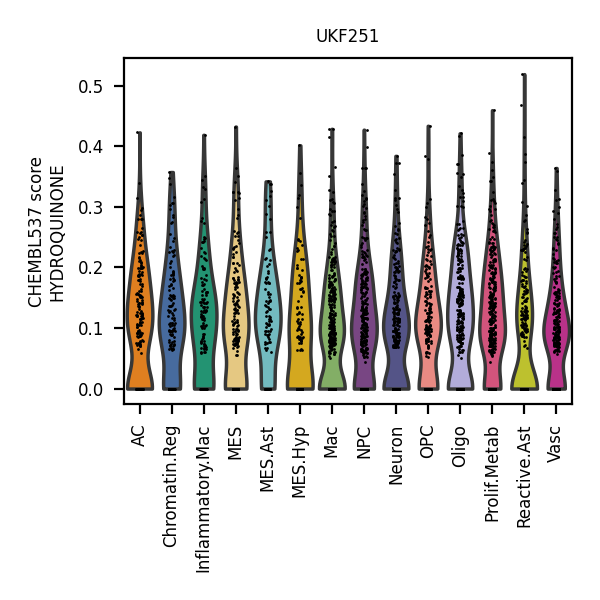 UKF251
CHEMBL537 score
HYDROQUINONE
0.5
0.4
0.3
0.2
0.1
0.0
AC
Chromatin.Reg
Inflammatory.Mac
MES
MES.Ast
MES.Hyp
Mac
NPC
Neuron
OPC
Oligo
Prolif.Metab
Reactive.Ast
Vasc